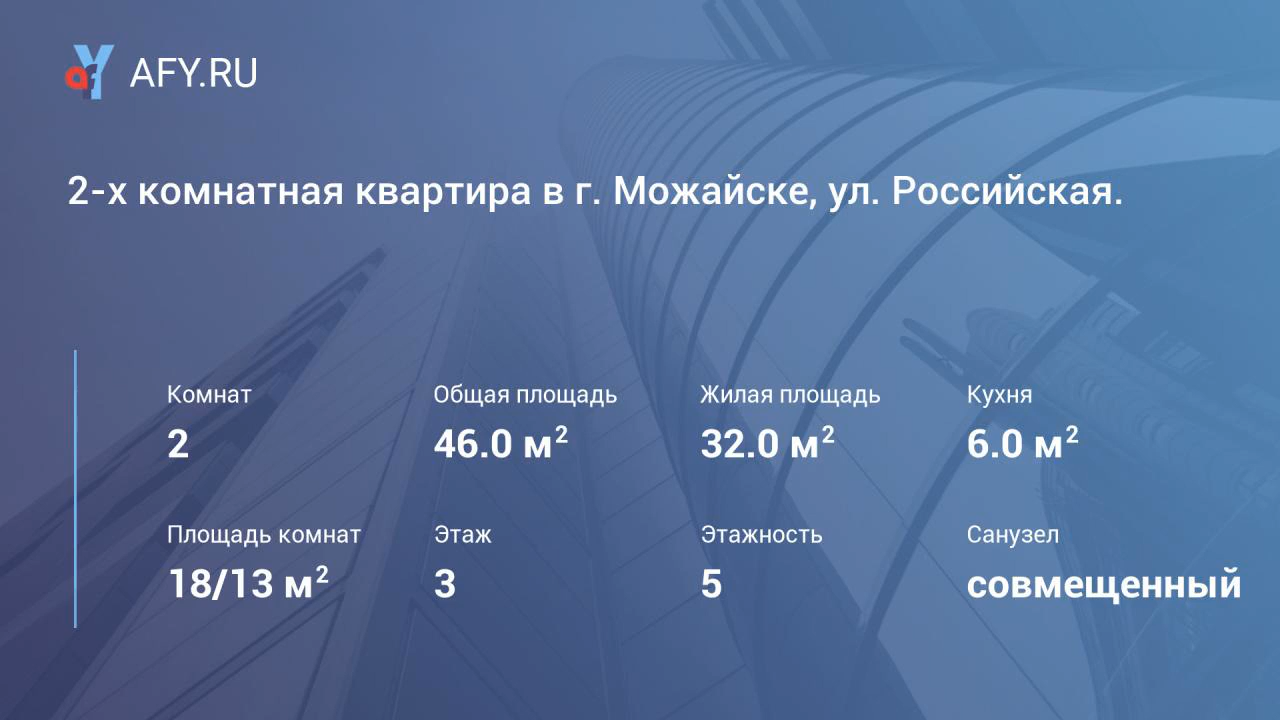 afy AFY.RU
2-х комнатная квартира в г. Можайске, ул. Российская.
Комнат
2
Общая площадь
46.0 м²
Жилая площадь
32.0 м²
Кухня
6.0 м²
Площадь комнат
18/13 м²
Этаж
3
Этажность
5
Санузел
совмещенный